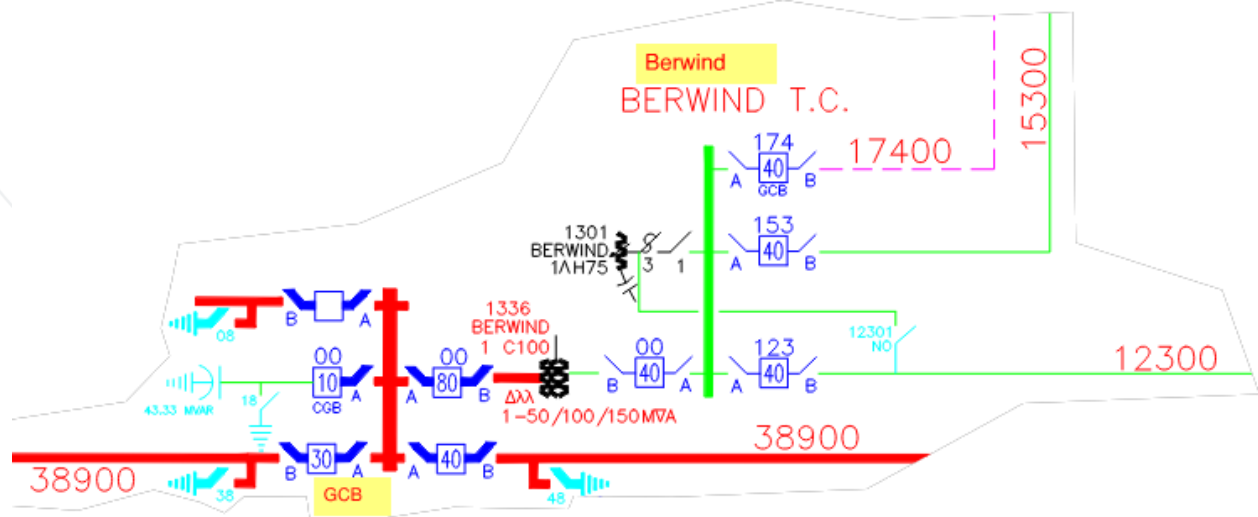 Berwind
BERWIND T.C.
15300
174
17400
A
40
B
GCB
1301
BERWIND
1ΛH75
3
1
153
A
40
B
B
A
08
1336
BERWIND
1 C100
12301
NO
00
00
00
123
12300
10
A
A
80
B
B
40
A
A
40
B
CGB
43.33 MVAR
18
Δλλ
1-50/100/150M∇A
38900
B
30
A
A
40
B
38900
38
GCB
48